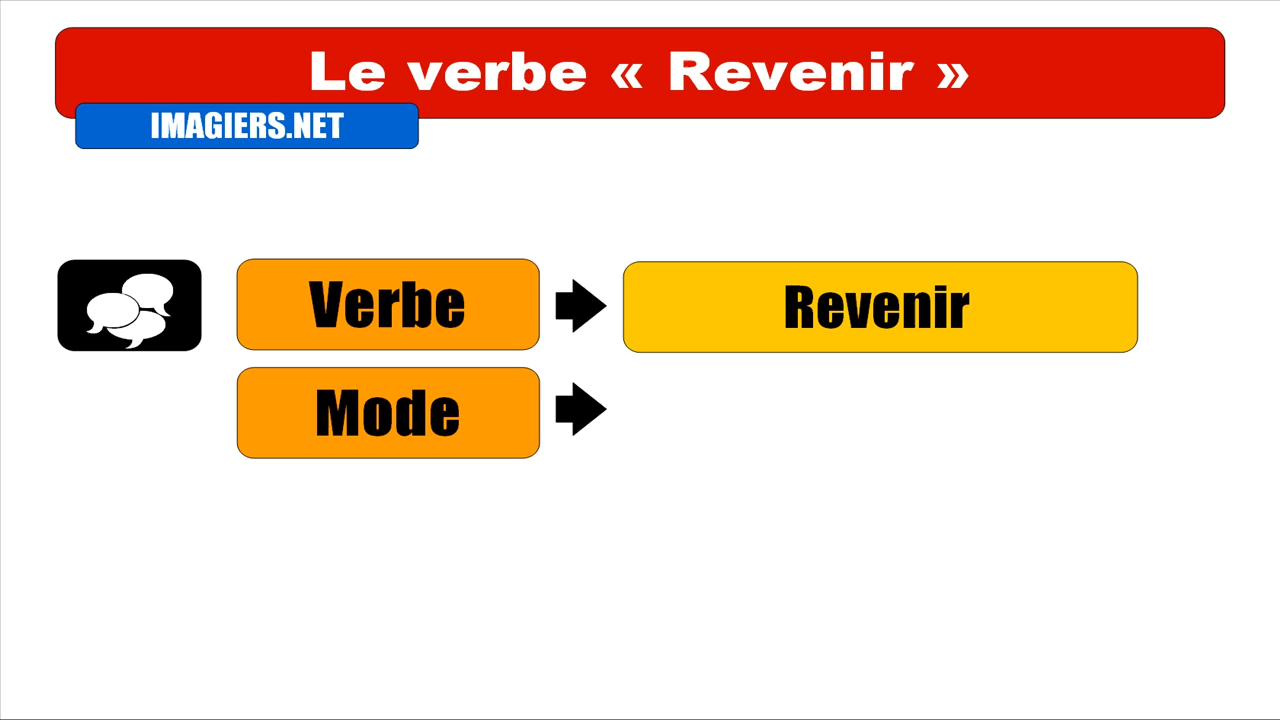 Le verbe « Revenir »
IMAGIERS.NET
Verbe
Revenir
Mode